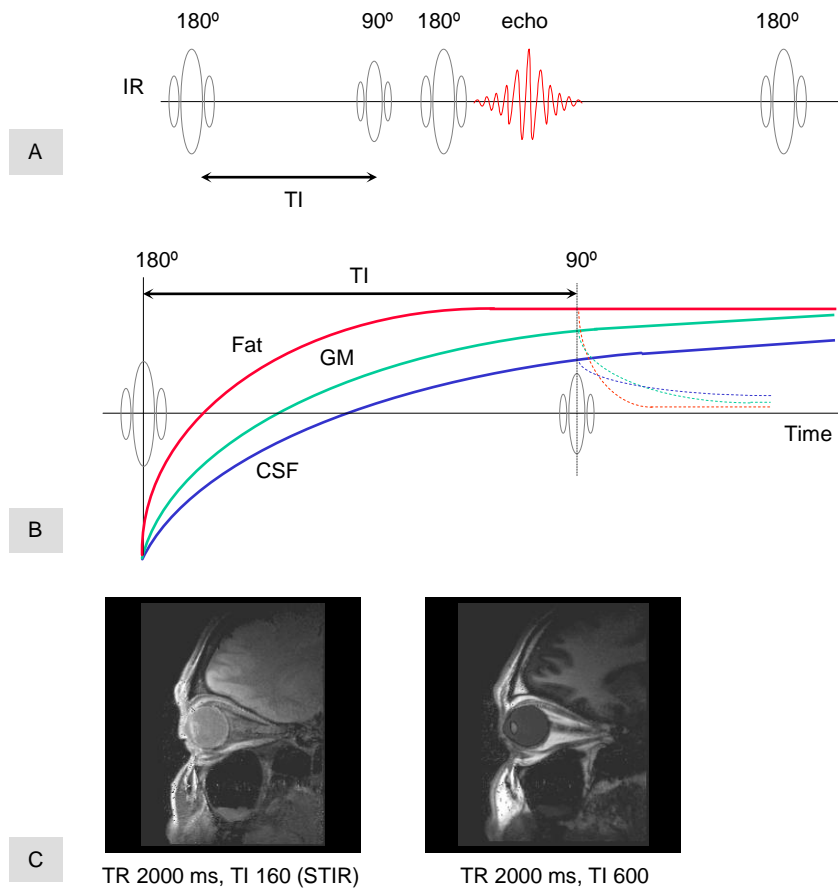 180º 90º 180º echo 180º
IR
A
TI
180º 90º
TI
Fat
GM
Time
CSF
B
C
TR 2000 ms, TI 160 (STIR) TR 2000 ms, TI 600